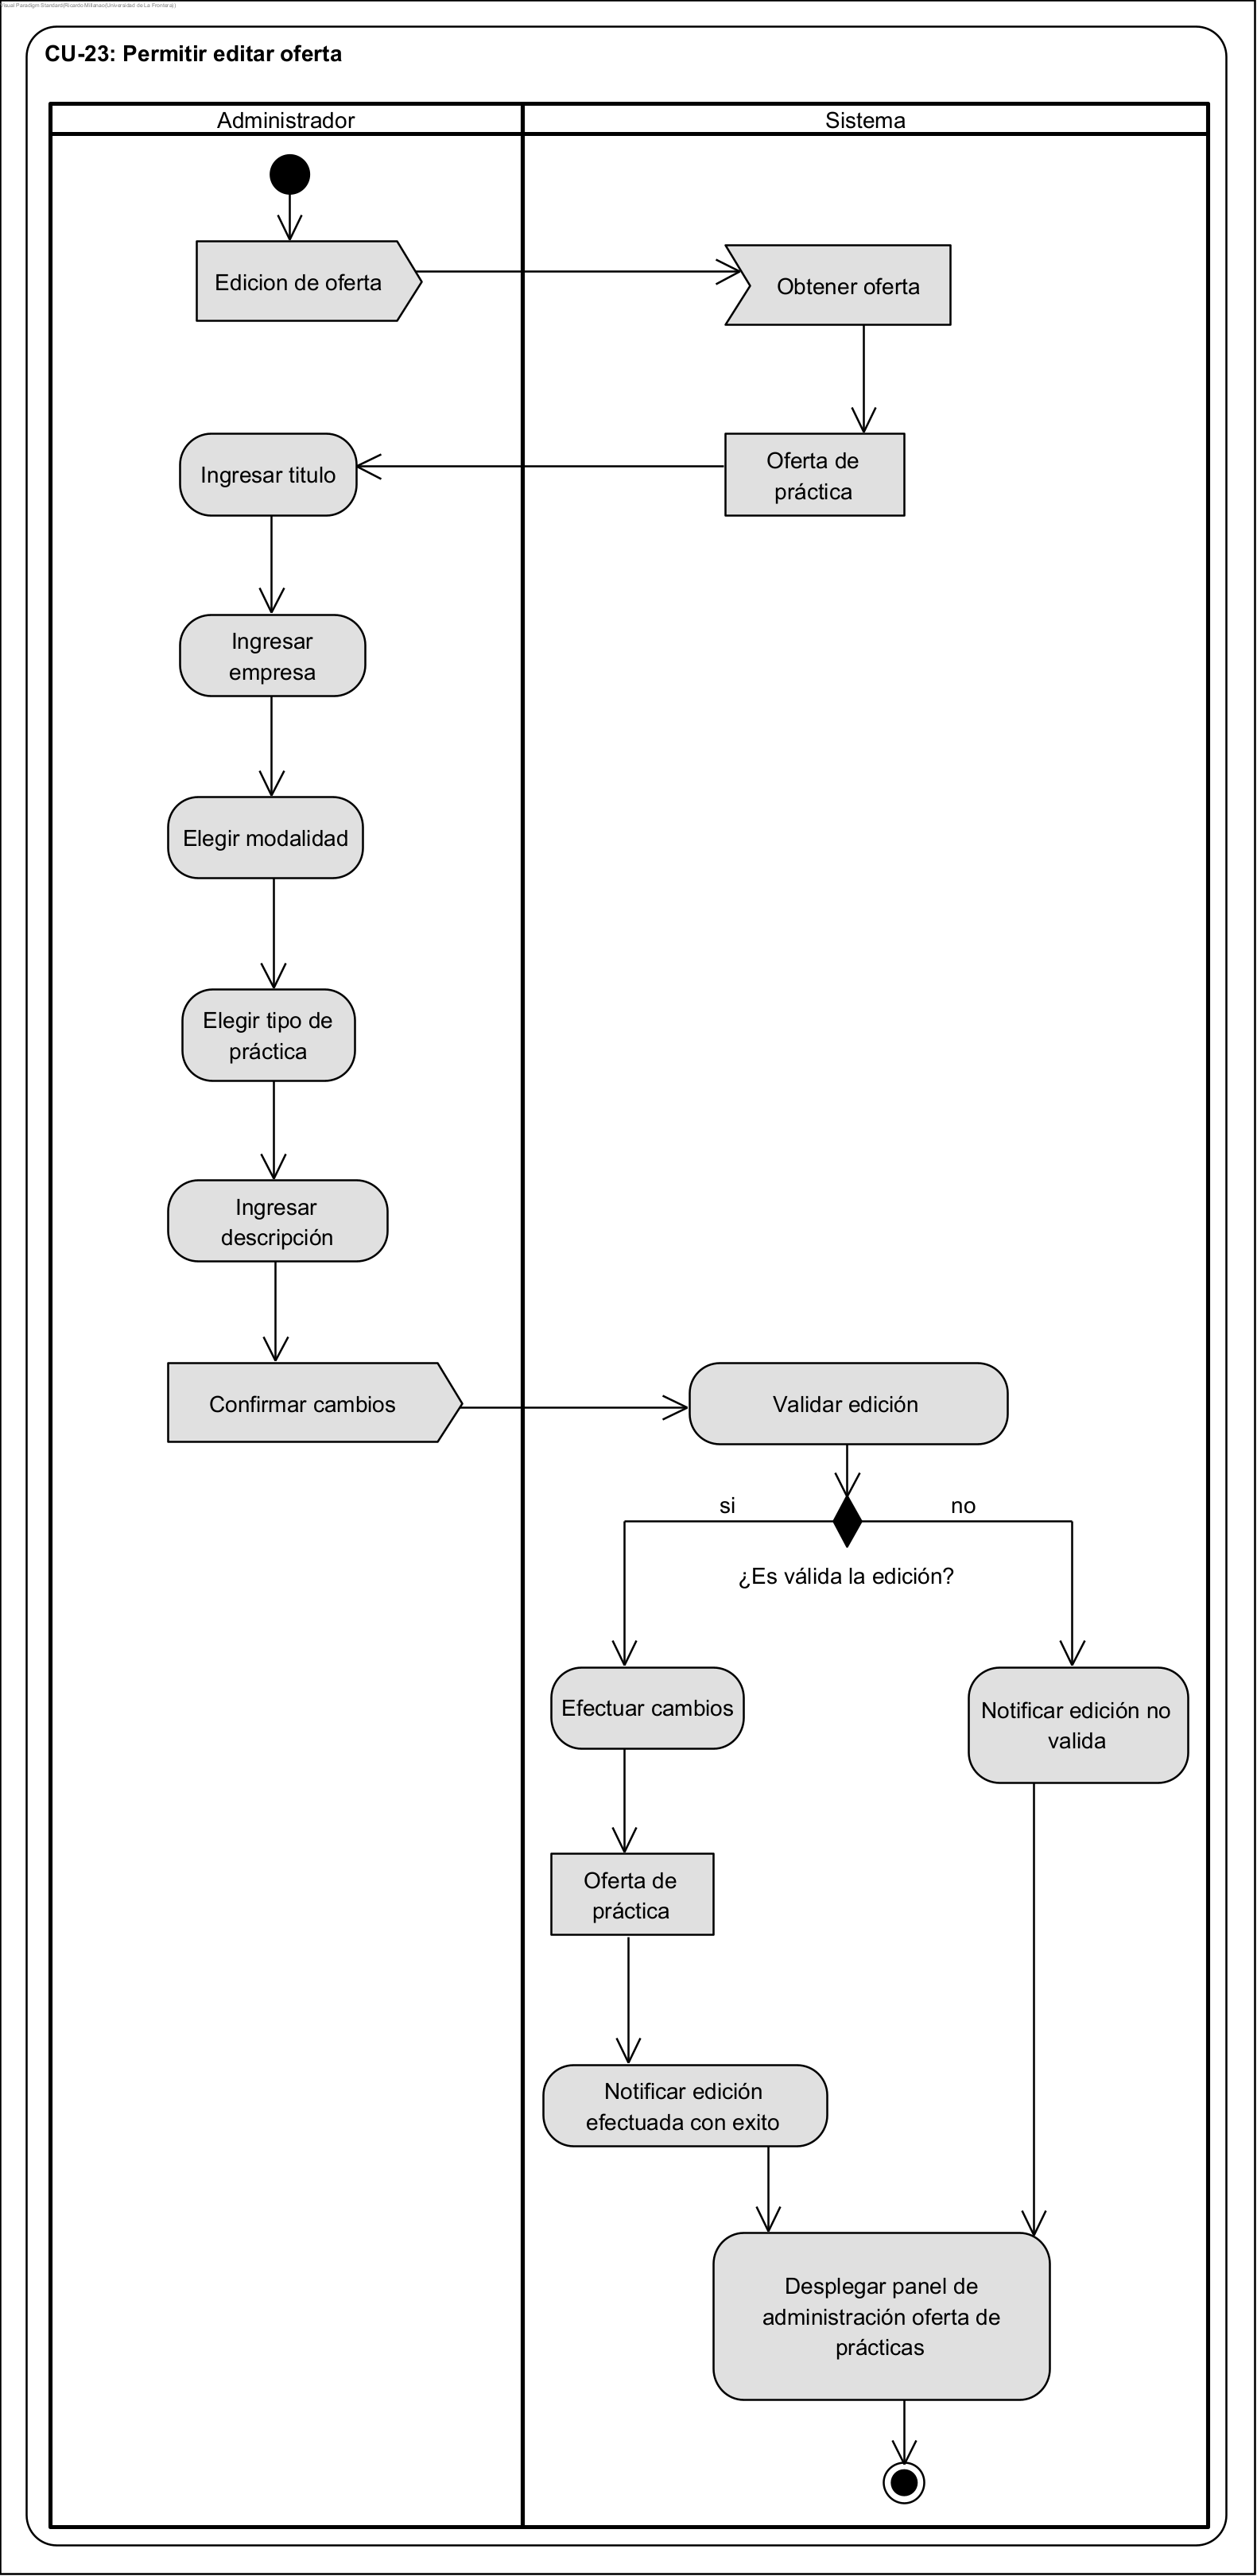 Visual Paradigm Standard(Ricardo Millanao(Universidad de La Frontera))
CU-23: Permitir editar oferta
Administrador
Sistema
Edicion de oferta
Obtener oferta
Ingresar titulo
Oferta de
práctica
Ingresar
empresa
Elegir modalidad
Elegir tipo de
práctica
Ingresar
descripción
Confirmar cambios
Validar edición
si
no
¿Es válida la edición?
Efectuar cambios
Notificar edición no
valida
Oferta de
práctica
Notificar edición
efectuada con exito
Desplegar panel de
administración oferta de
prácticas